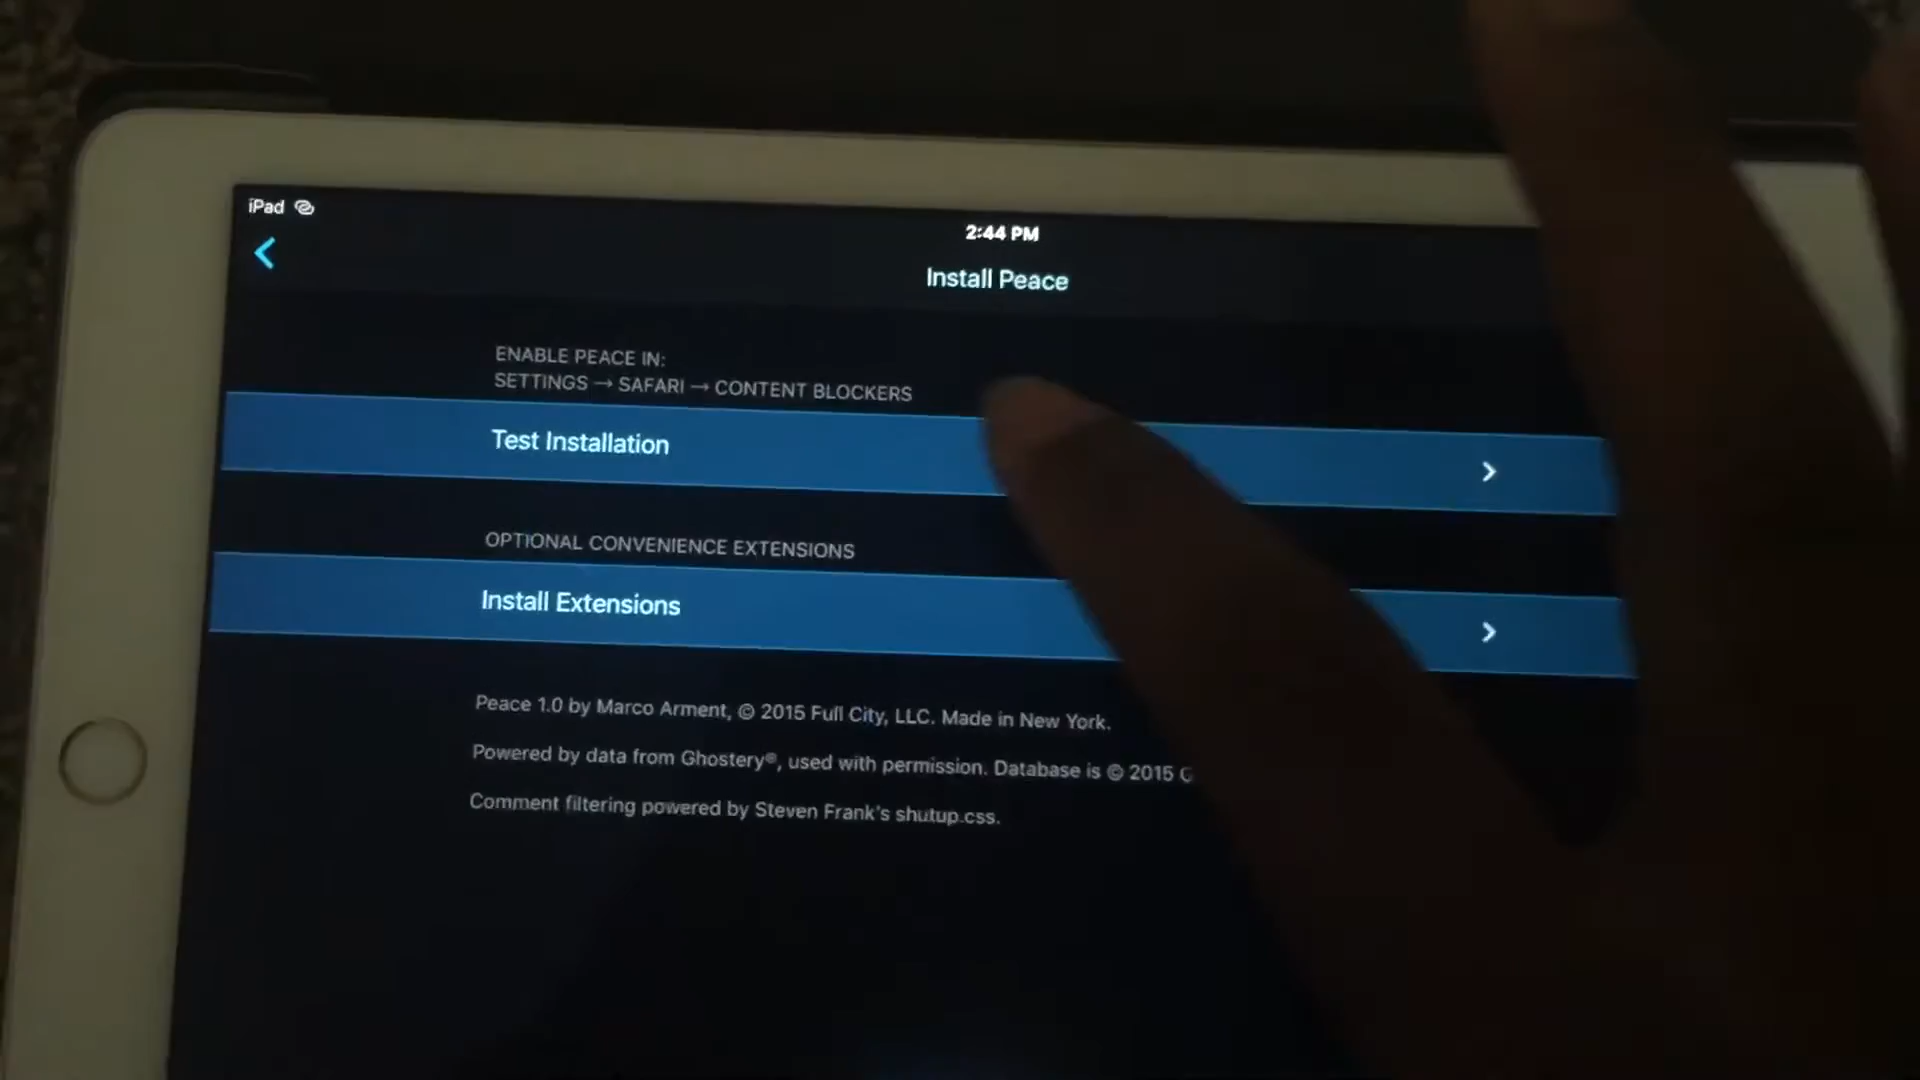 iPad
2:44 PM
Install Peace
ENABLE PEACE IN:
SETTINGS → SAFARI → CONTENT BLOCKERS
Test Installation
OPTIONAL CONVENIENCE EXTENSIONS
Install Extensions
Peace 1.0 by Marco Arment, © 2015 Full City, LLC. Made in New York.
Powered by data from Ghostery®, used with permission. Database is © 2015
Comment filtering powered by Steven Frank's shutup.css.